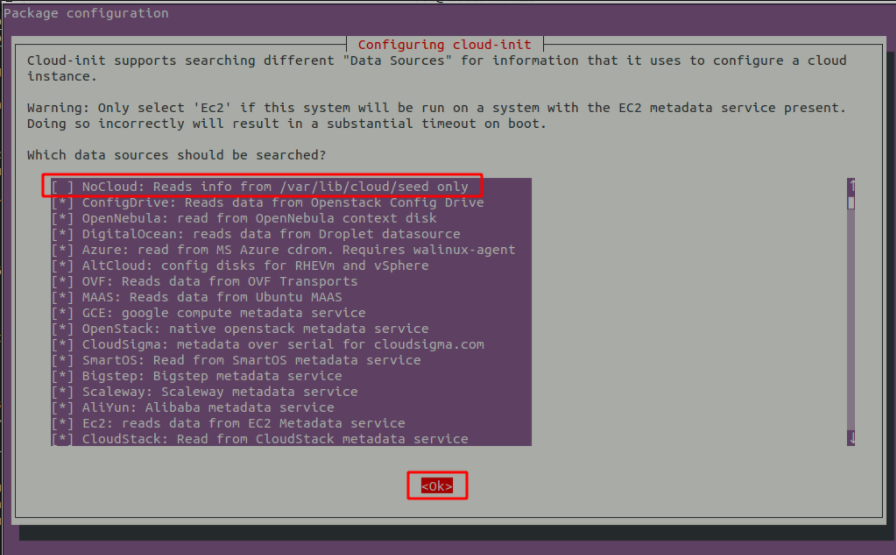 Package configuration
Configuring cloud-init
Cloud-init supports searching different "Data Sources" for information that it uses to configure a cloud
instance.
Warning: Only select 'Ec2' if this system will be run on a system with the EC2 metadata service present.
Doing so incorrectly will result in a substantial timeout on boot.
Which data sources should be searched?
[ ] NoCloud: Reads info from /var/lib/cloud/seed only
[*] ConfigDrive: Reads data from Openstack Config Drive
[*] OpenNebula: read from OpenNebula context disk
[*] DigitalOcean: reads data from Droplet datasource
[*] Azure: read from MS Azure cdrom. Requires walinux-agent
[*] AltCloud: config disks for RHEVm and vSphere
[*] OVF: Reads data from OVF Transports
[*] MAAS: Reads data from Ubuntu MAAS
[*] GCE: google compute metadata service
[*] OpenStack: native openstack metadata service
[*] CloudSigma: metadata over serial for cloudsigma.com
[*] SmartOS: Read from SmartOS metadata service
[*] Bigstep: Bigstep metadata service
[*] Scaleway: Scaleway metadata service
[*] AliYun: Alibaba metadata service
[*] Ec2: reads data from EC2 Metadata service
[*] CloudStack: Read from CloudStack metadata service
<Ok>